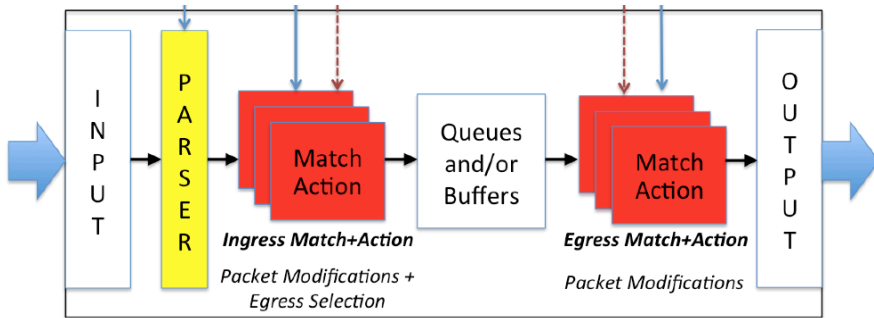 INPUT
PARSER
Match
Action
Ingress Match+Action
Packet Modifications +
Egress Selection
Queues
and/or
Buffers
Match
Action
Egress Match+Action
Packet Modifications
OUTPUT